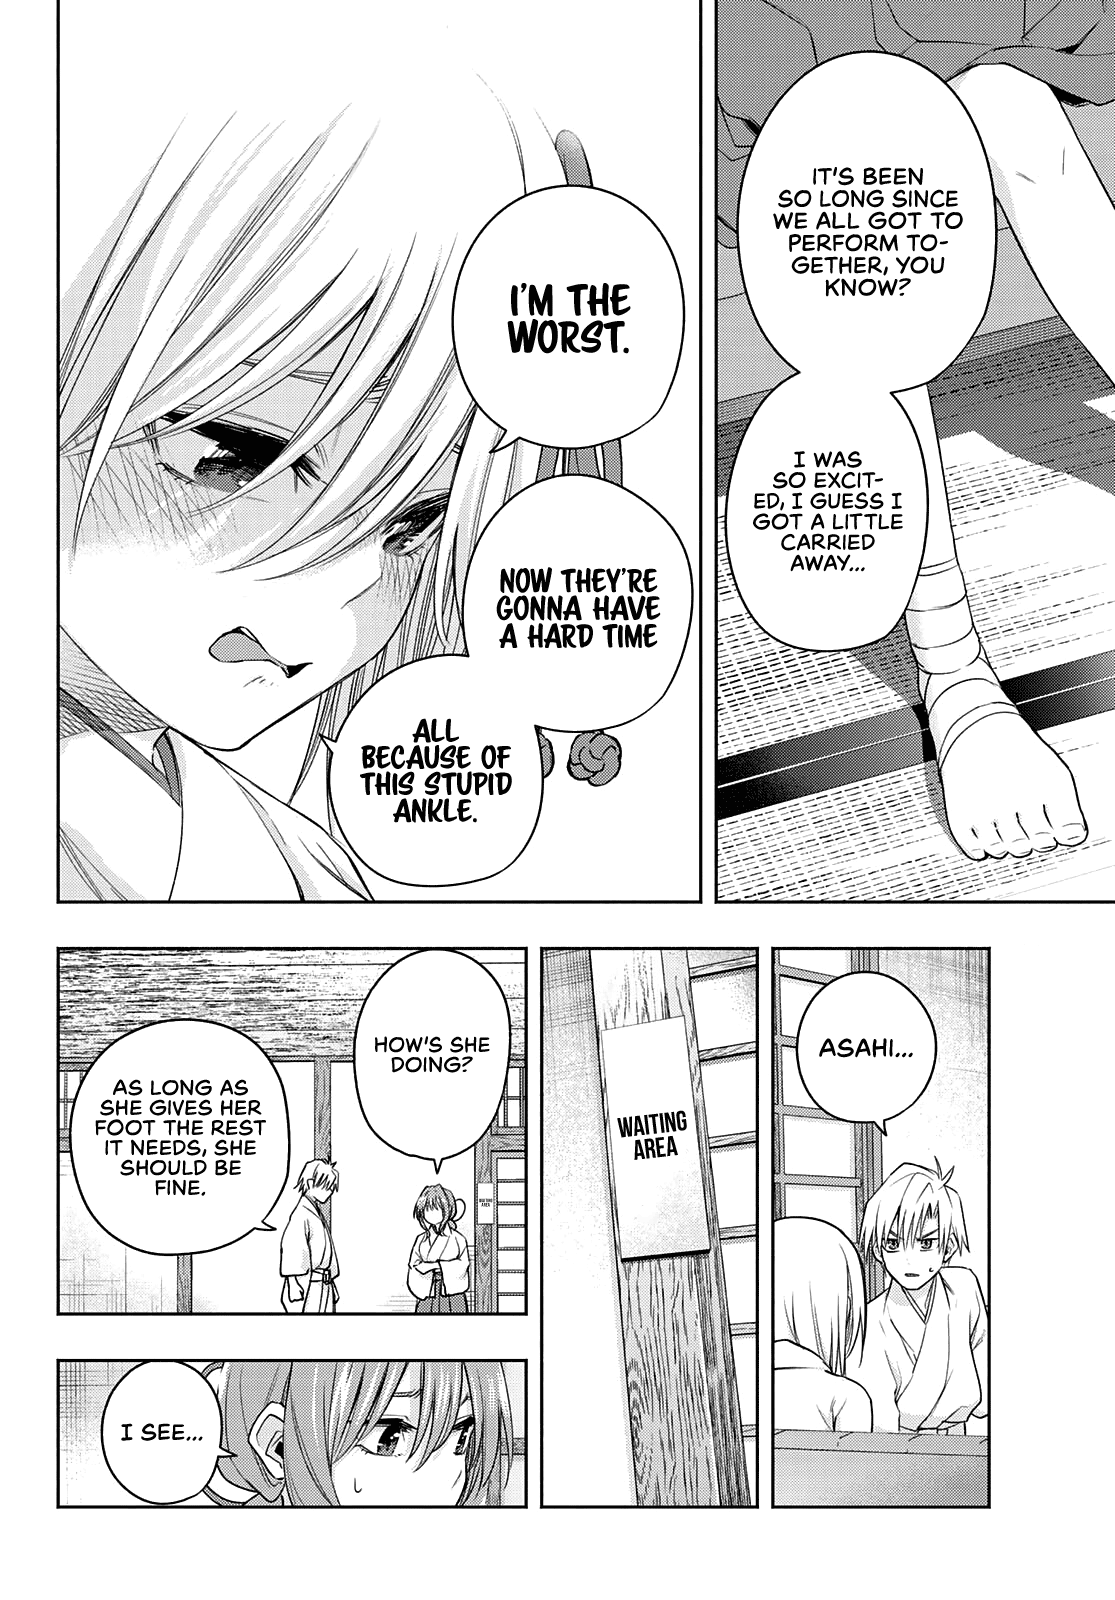 IT'S BEEN
SO LONG SINCE
WE ALL GOT TO
PERFORM TO-
GETHER, YOU
KNOW?
I WAS
SO EXCIT-
ED, I GUESS I
GOT A LITTLE
CARRIED
AWAY...
I'M THE
WORST.
NOW THEY'RE
GONNA HAVE
A HARD TIME
ALL
BECAUSE OF
THIS STUPID
ANKLE.
ASAHI...
WAITING
AREA
HOW'S SHE
DOING?
AS LONG AS
SHE GIVES HER
FOOT THE REST
IT NEEDS, SHE
SHOULD BE
FINE.
WAITING
AREA
I SEE...